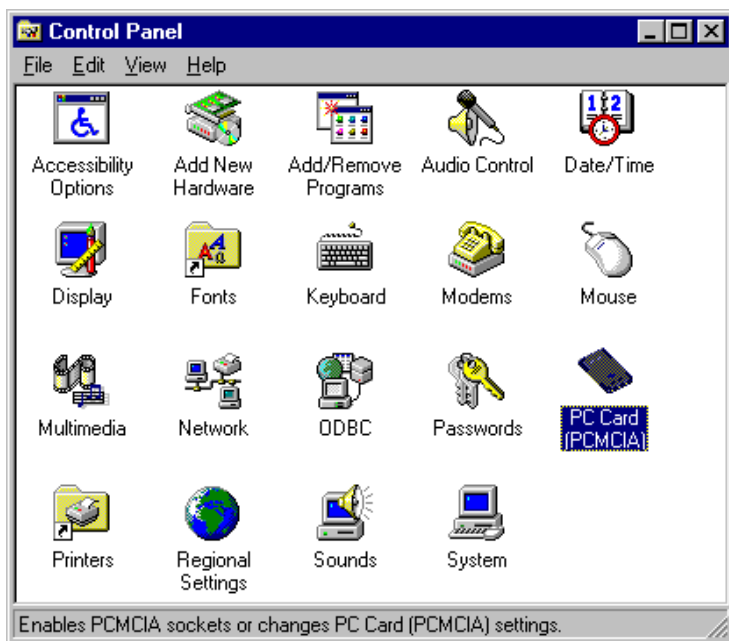 Control Panel
File Edit View Help
Accessibility Options
Add New Hardware
Add/Remove Programs
Audio Control
Date/Time
Display
Fonts
Keyboard
Modems
Mouse
Multimedia
Network
ODBC
Passwords
PC Card (PCMCIA)
Printers
Regional Settings
Sounds
System
Enables PCMCIA sockets or changes PC Card (PCMCIA) settings.